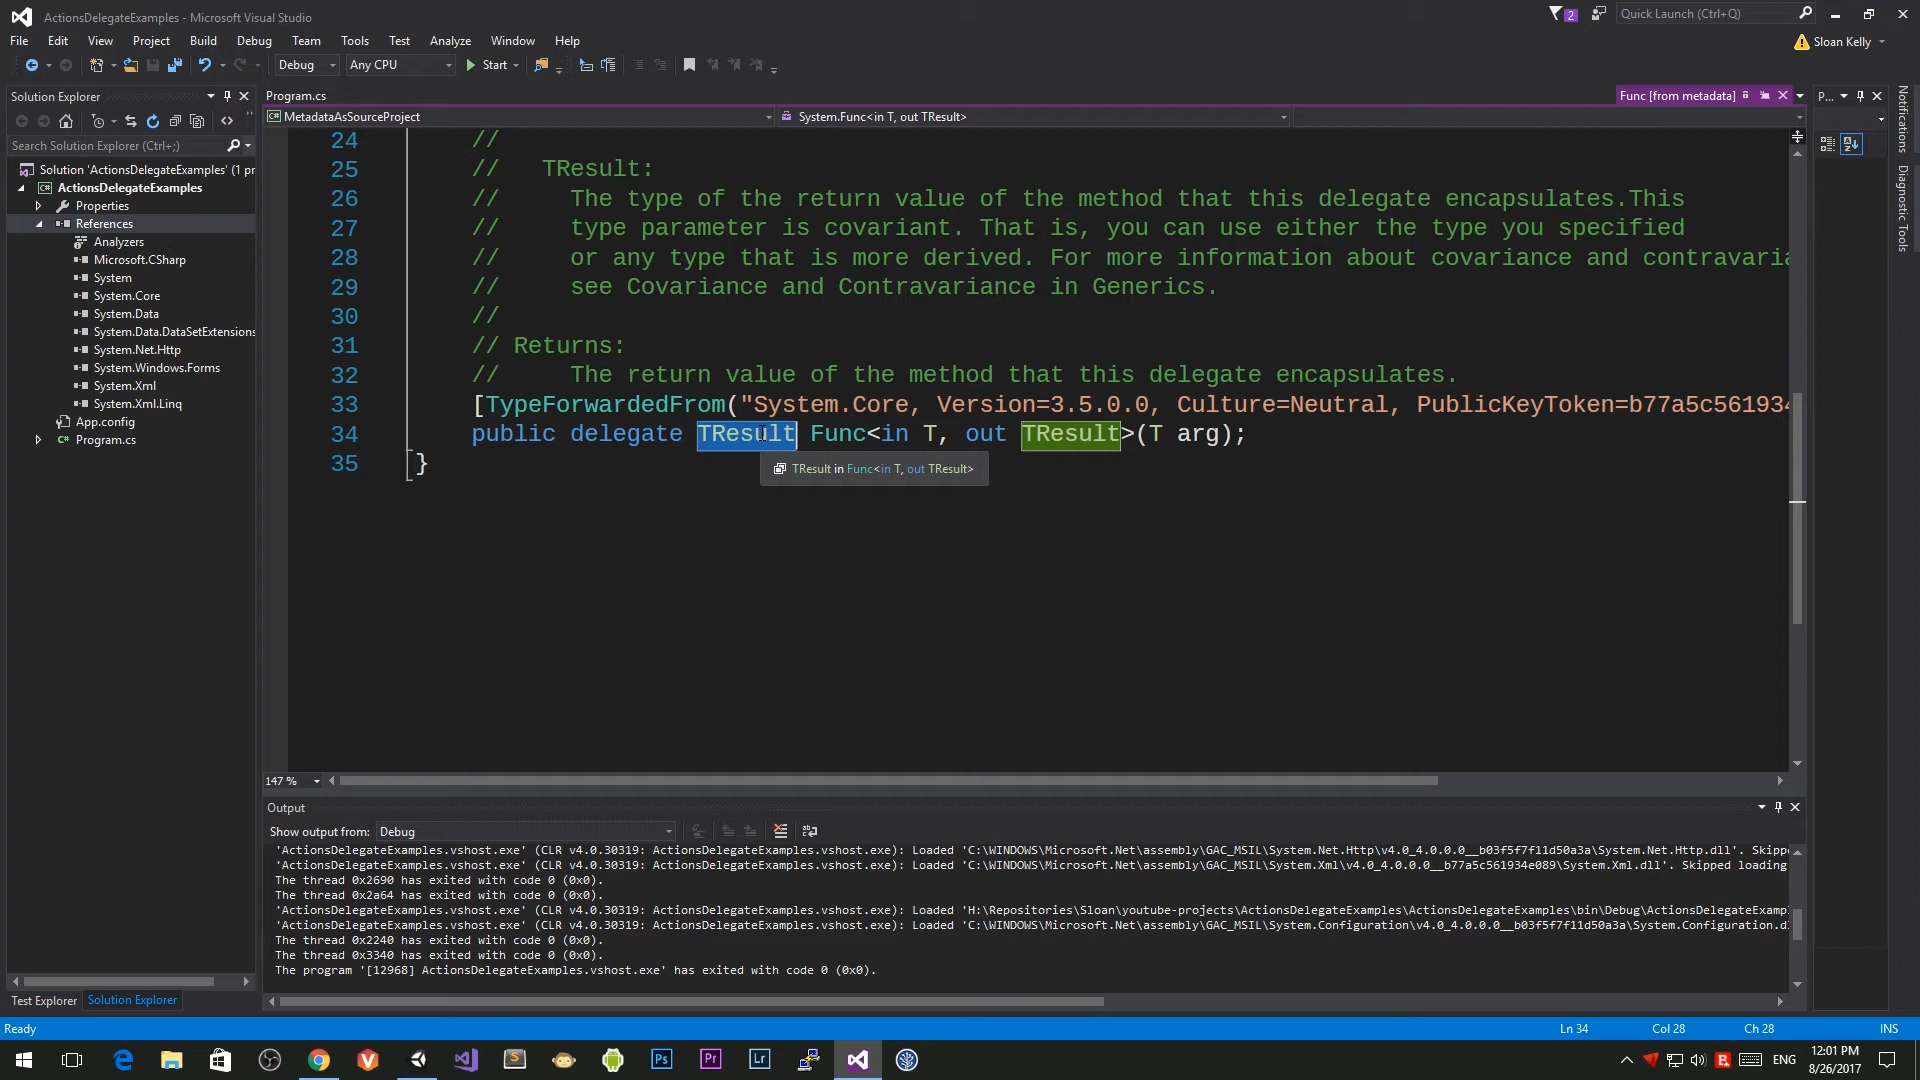 ActionsDelegateExamples - Microsoft Visual Studio
2
Quick Launch (Ctrl+Q)
File Edit View Project Build Debug Team Tools Test Analyze Window Help
Sloan Kelly
Debug
Any CPU
Start
Solution Explorer
Search Solution Explorer (Ctrl+;)
Solution 'ActionsDelegateExamples' (1 pr
ActionsDelegateExamples
Properties
References
Analyzers
Microsoft.CSharp
System
System.Core
System.Data
System.Data.DataSetExtensions
System.Net.Http
System.Windows.Forms
System.Xml
System.Xml.Linq
App.config
Program.cs
Test Explorer
Solution Explorer
Program.cs
Func [from metadata]
MetadataAsSourceProject
System.Func<in T, out TResult>
24 //
25 // TResult:
26 // The type of the return value of the method that this delegate encapsulates.This
27 // type parameter is covariant. That is, you can use either the type you specified
28 // or any type that is more derived. For more information about covariance and contravaria
29 // see Covariance and Contravariance in Generics.
30 //
31 // Returns:
32 // The return value of the method that this delegate encapsulates.
33 [TypeForwardedFrom("System.Core, Version=3.5.0.0, Culture=Neutral, PublicKeyToken=b77a5c561934
34 public delegate TResult Func<in T, out TResult>(T arg);
35 }
TResult in Func<in T, out TResult>
147 %
P...
Notifications
Diagnostic Tools
Output
Show output from: Debug
'ActionsDelegateExamples.vshost.exe' (CLR v4.0.30319: ActionsDelegateExamples.vshost.exe): Loaded 'C:\WINDOWS\Microsoft.Net\assembly\GAC_MSIL\System.Net.Http\v4.0_4.0.0.0__b03f5f7f11d50a3a\System.Net.Http.dll'. Skippe
'ActionsDelegateExamples.vshost.exe' (CLR v4.0.30319: ActionsDelegateExamples.vshost.exe): Loaded 'C:\WINDOWS\Microsoft.Net\assembly\GAC_MSIL\System.Xml\v4.0_4.0.0.0__b77a5c561934e089\System.Xml.dll'. Skipped loading
The thread 0x2690 has exited with code 0 (0x0).
The thread 0x2a64 has exited with code 0 (0x0).
'ActionsDelegateExamples.vshost.exe' (CLR v4.0.30319: ActionsDelegateExamples.vshost.exe): Loaded 'H:\Repositories\Sloan\youtube-projects\ActionsDelegateExamples\ActionsDelegateExamples\bin\Debug\ActionsDelegateExamp
'ActionsDelegateExamples.vshost.exe' (CLR v4.0.30319: ActionsDelegateExamples.vshost.exe): Loaded 'C:\WINDOWS\Microsoft.Net\assembly\GAC_MSIL\System.Configuration\v4.0_4.0.0.0__b03f5f7f11d50a3a\System.Configuration.d
The thread 0x2240 has exited with code 0 (0x0).
The thread 0x3340 has exited with code 0 (0x0).
The program '[12968] ActionsDelegateExamples.vshost.exe' has exited with code 0 (0x0).
Ready
Ln 34
Col 28
Ch 28
INS
Ps
Pr
Lr
ENG
12:01 PM
8/26/2017